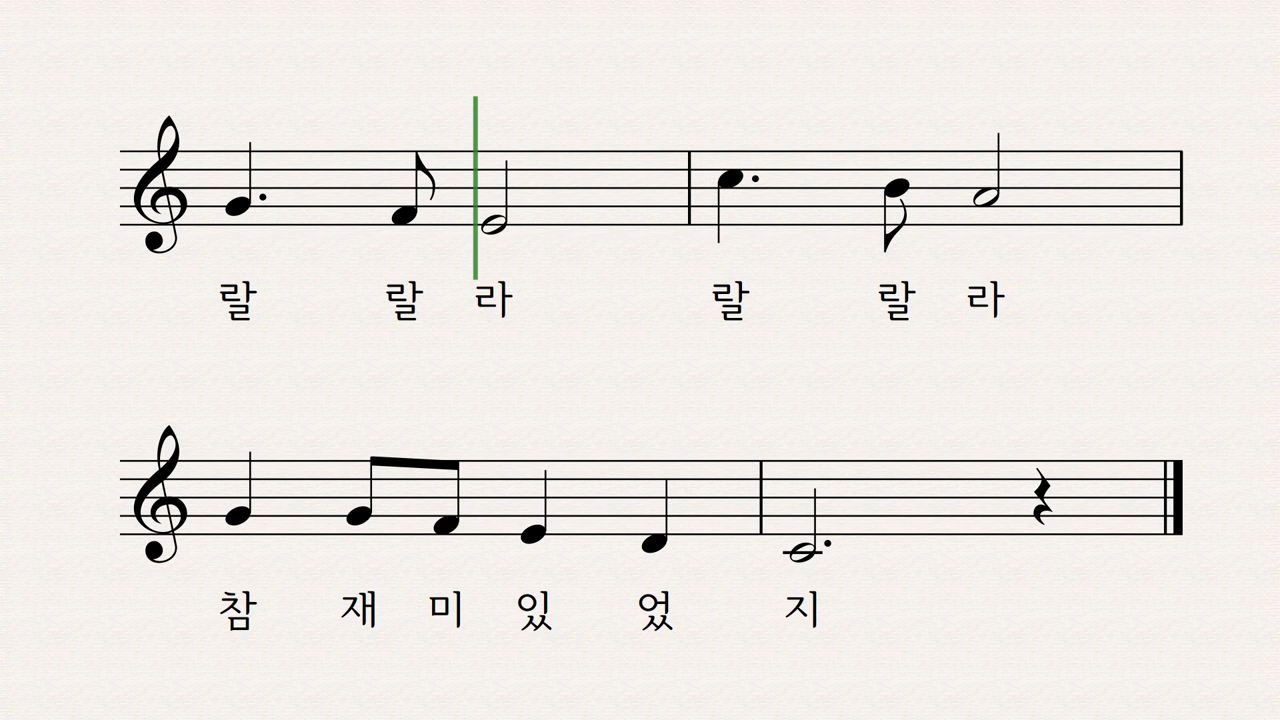 랄 랄 라 랄 랄 라
참 재 미 있 었 지